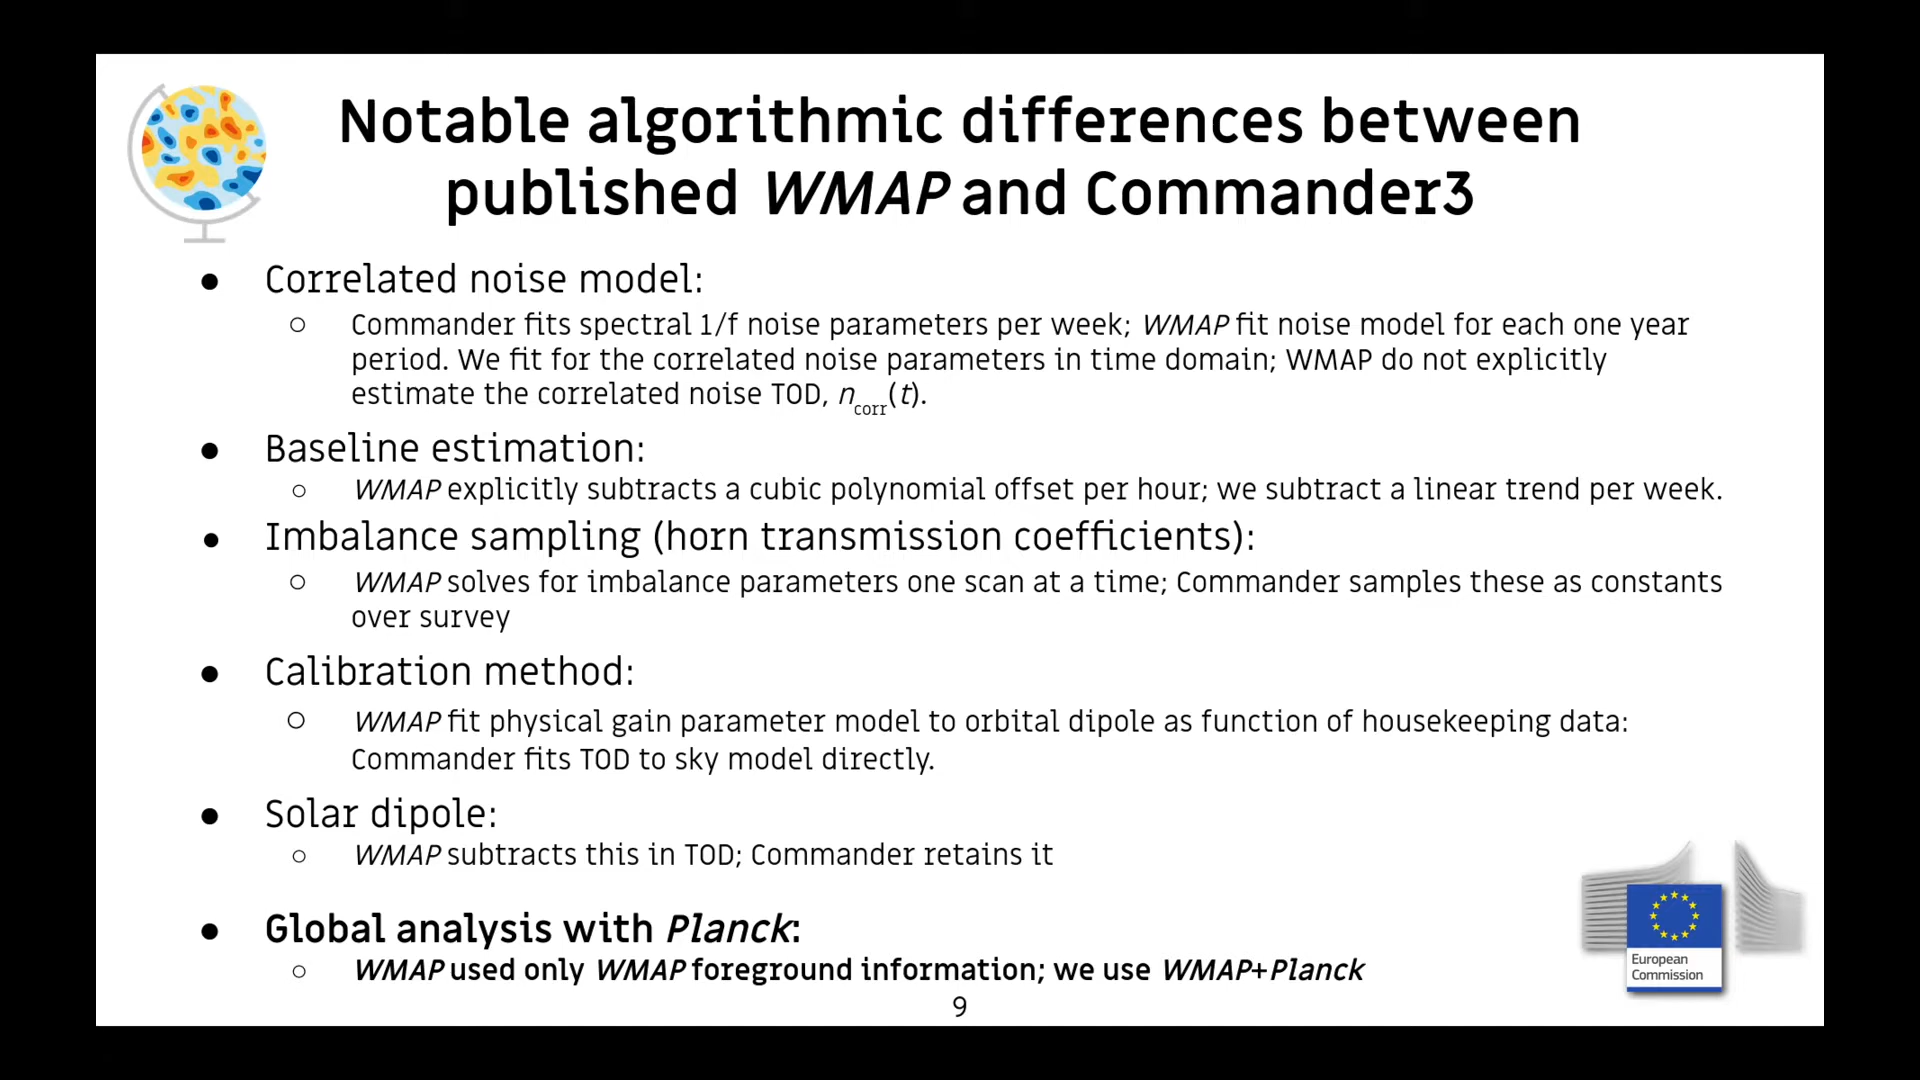 Notable algorithmic differences between
published WMAP and Commander3
● Correlated noise model:
○ Commander fits spectral 1/f noise parameters per week; WMAP fit noise model for each one year
period. We fit for the correlated noise parameters in time domain; WMAP do not explicitly
estimate the correlated noise TOD, n_corr(t).
● Baseline estimation:
○ WMAP explicitly subtracts a cubic polynomial offset per hour; we subtract a linear trend per week.
● Imbalance sampling (horn transmission coefficients):
○ WMAP solves for imbalance parameters one scan at a time; Commander samples these as constants
over survey
● Calibration method:
○ WMAP fit physical gain parameter model to orbital dipole as function of housekeeping data:
Commander fits TOD to sky model directly.
● Solar dipole:
○ WMAP subtracts this in TOD; Commander retains it
● Global analysis with Planck:
○ WMAP used only WMAP foreground information; we use WMAP+Planck
European
Commission
9